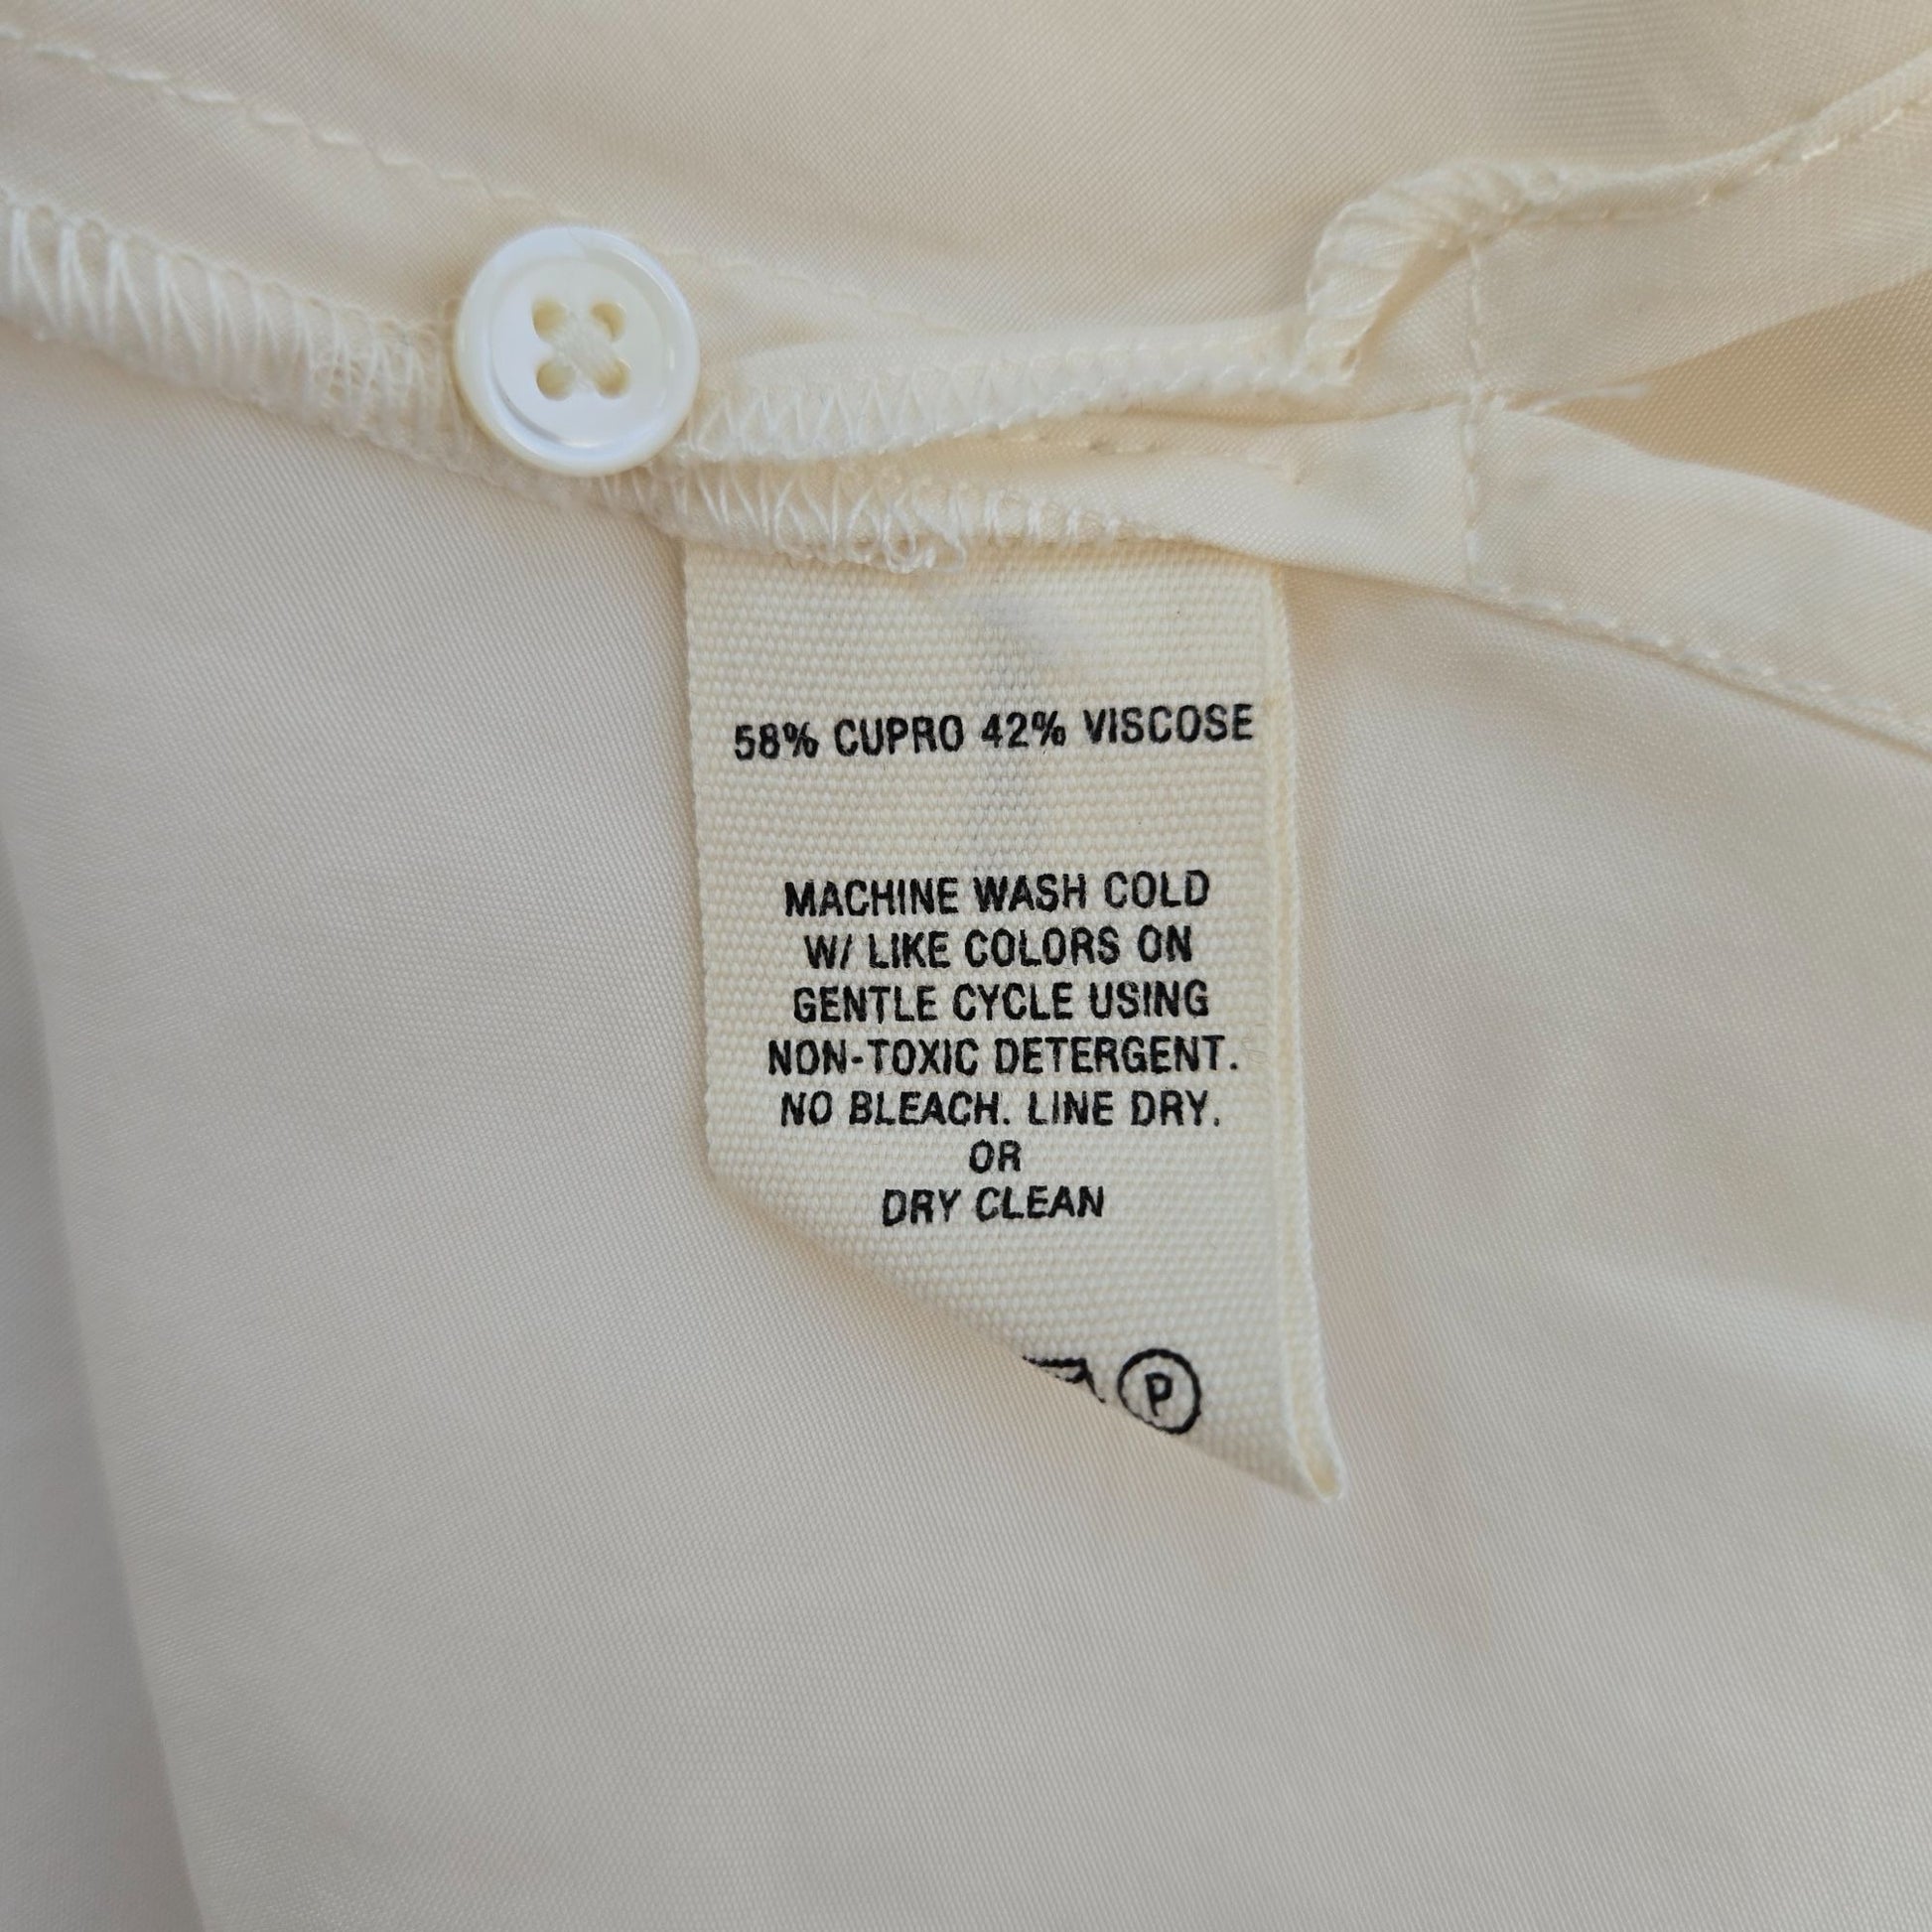 58% CUPRO 42% VISCOSE
MACHINE WASH COLD
W/ LIKE COLORS ON
GENTLE CYCLE USING
NON-TOXIC DETERGENT.
NO BLEACH. LINE DRY.
OR
DRY CLEAN
P